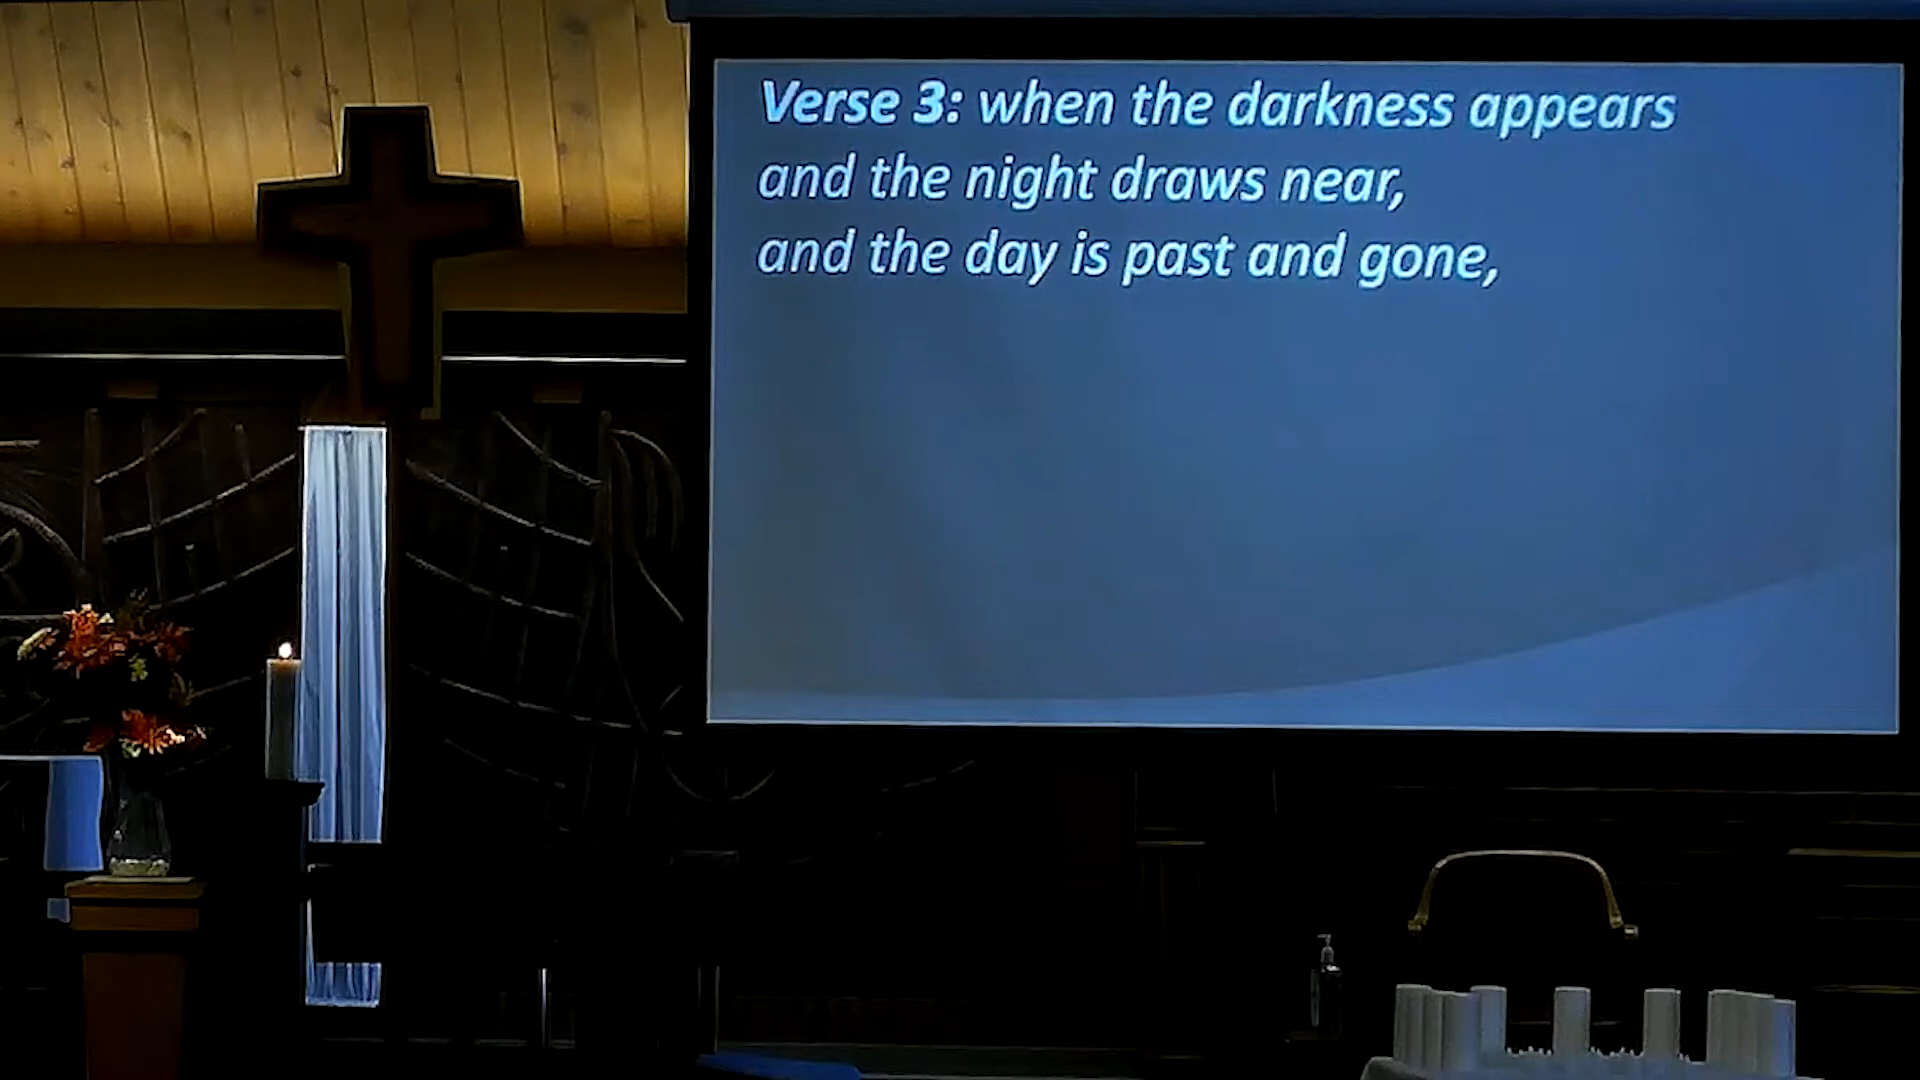 Verse 3: when the darkness appears
and the night draws near,
and the day is past and gone,